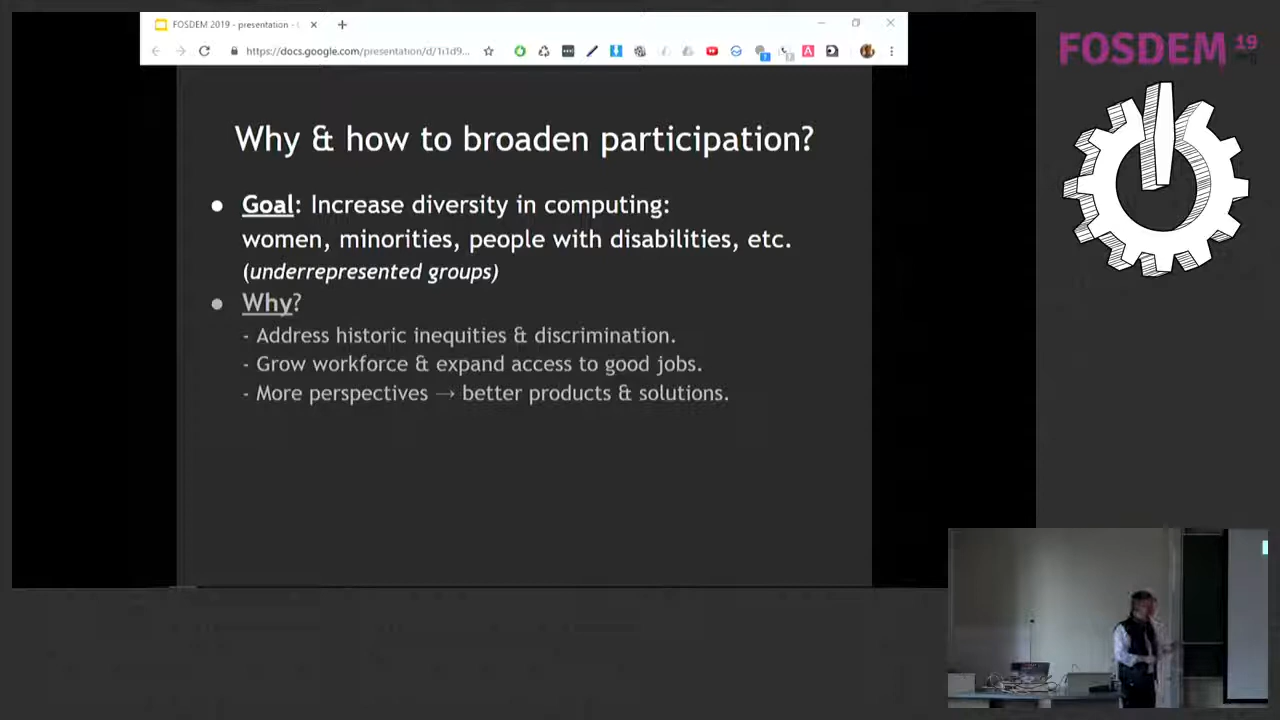 FOSDEM 2019 - presentation -
https://docs.google.com/presentation/d/1i1d9...
FOSDEM 19
Why & how to broaden participation?
● Goal: Increase diversity in computing:
women, minorities, people with disabilities, etc.
(underrepresented groups)
● Why?
- Address historic inequities & discrimination.
- Grow workforce & expand access to good jobs.
- More perspectives → better products & solutions.